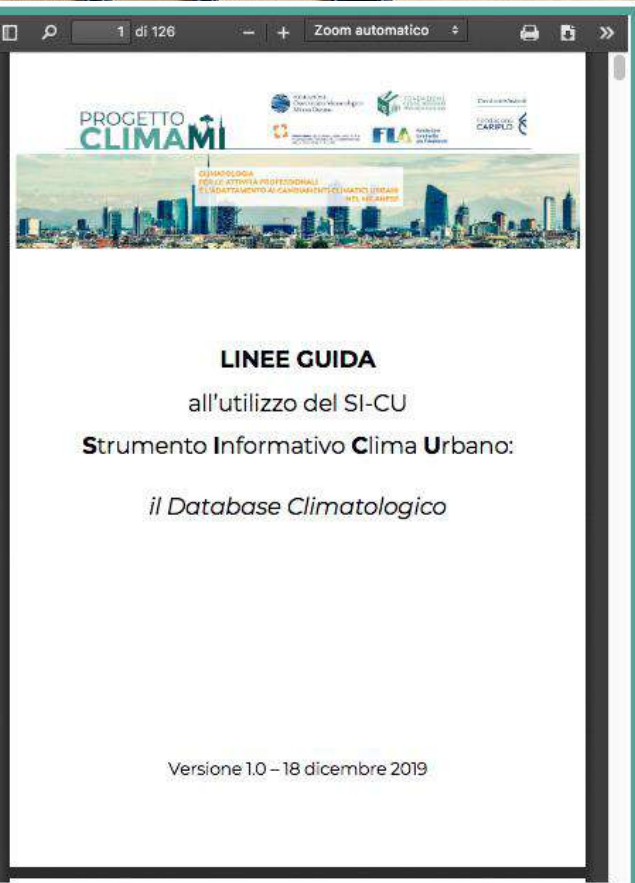 1 di 126
Zoom automatico
PROGETTO
CLIMAMI
FLA
CARIPLO
CLIMATOLOGIA
PER LE ATTIVITÀ PROFESSIONALI
E L'ADATTAMENTO AI CAMBIAMENTI CLIMATICI URBANI
NEL MILANESE
LINEE GUIDA
all'utilizzo del SI-CU
Strumento Informativo Clima Urbano:
il Database Climatologico
Versione 1.0 – 18 dicembre 2019